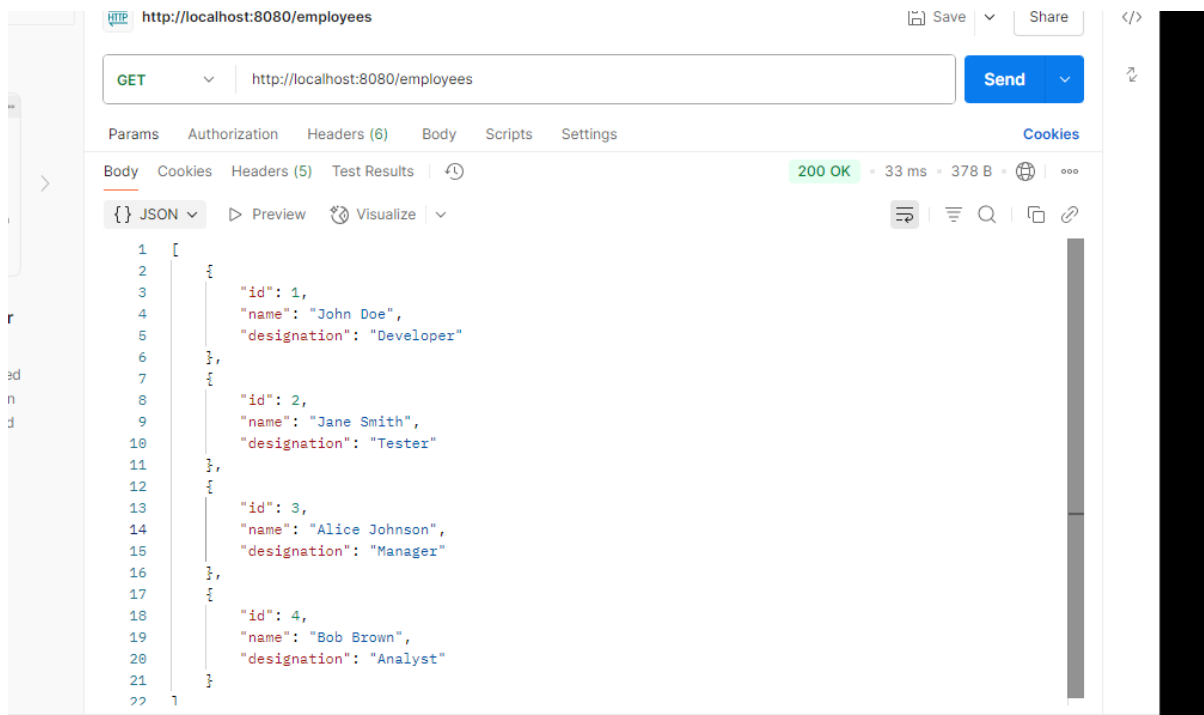 HTTP http://localhost:8080/employees Save Share </>
GET http://localhost:8080/employees Send
Params Authorization Headers (6) Body Scripts Settings Cookies
Body Cookies Headers (5) Test Results 200 OK • 33 ms • 378 B •
{} JSON Preview Visualize
1 [
2 {
3 "id": 1,
4 "name": "John Doe",
5 "designation": "Developer"
6 },
7 {
8 "id": 2,
9 "name": "Jane Smith",
10 "designation": "Tester"
11 },
12 {
13 "id": 3,
14 "name": "Alice Johnson",
15 "designation": "Manager"
16 },
17 {
18 "id": 4,
19 "name": "Bob Brown",
20 "designation": "Analyst"
21 }
22 ]